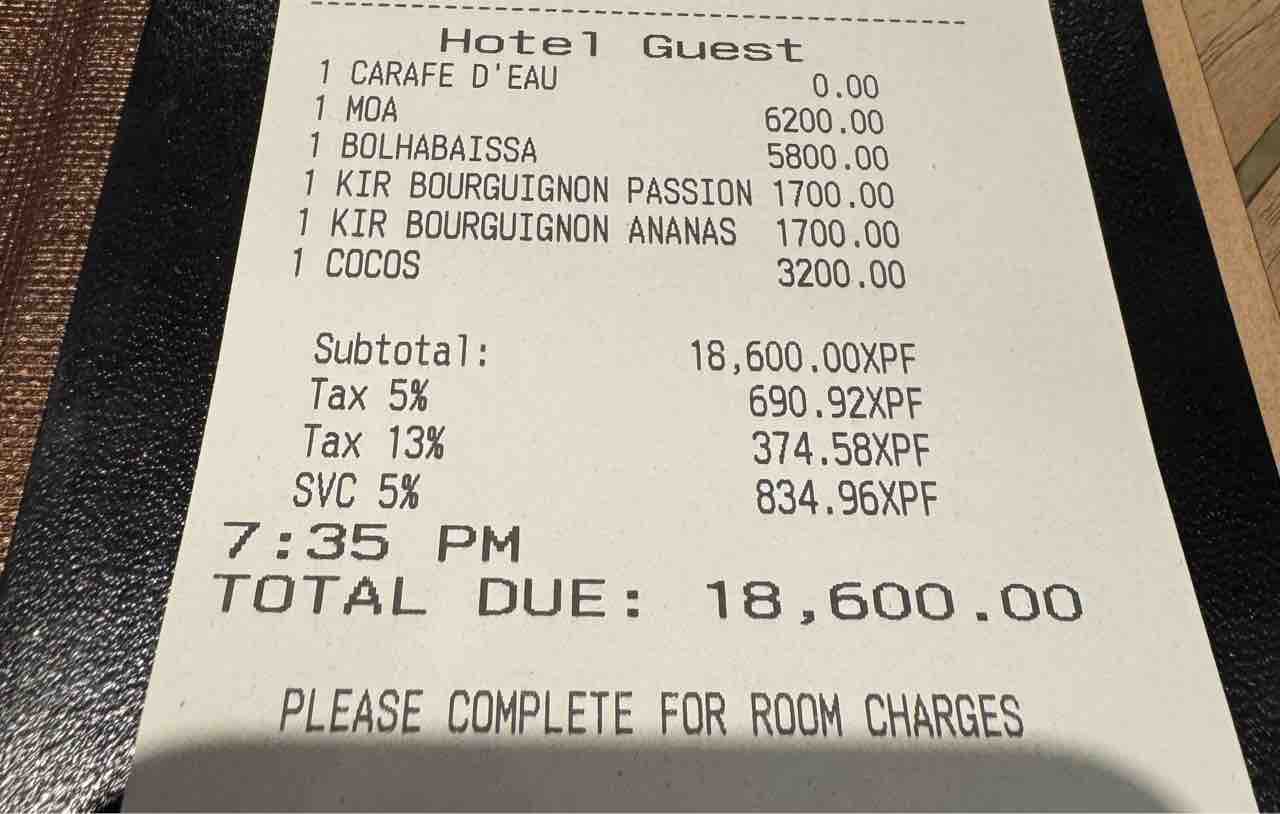 Hotel Guest
1 CARAFE D'EAU 0.00
1 MOA 6200.00
1 BOLHABAISSA 5800.00
1 KIR BOURGUIGNON PASSION 1700.00
1 KIR BOURGUIGNON ANANAS 1700.00
1 COCOS 3200.00
Subtotal: 18,600.00XPF
Tax 5% 690.92XPF
Tax 13% 374.58XPF
SVC 5% 834.96XPF
7:35 PM
TOTAL DUE: 18,600.00
PLEASE COMPLETE FOR ROOM CHARGES